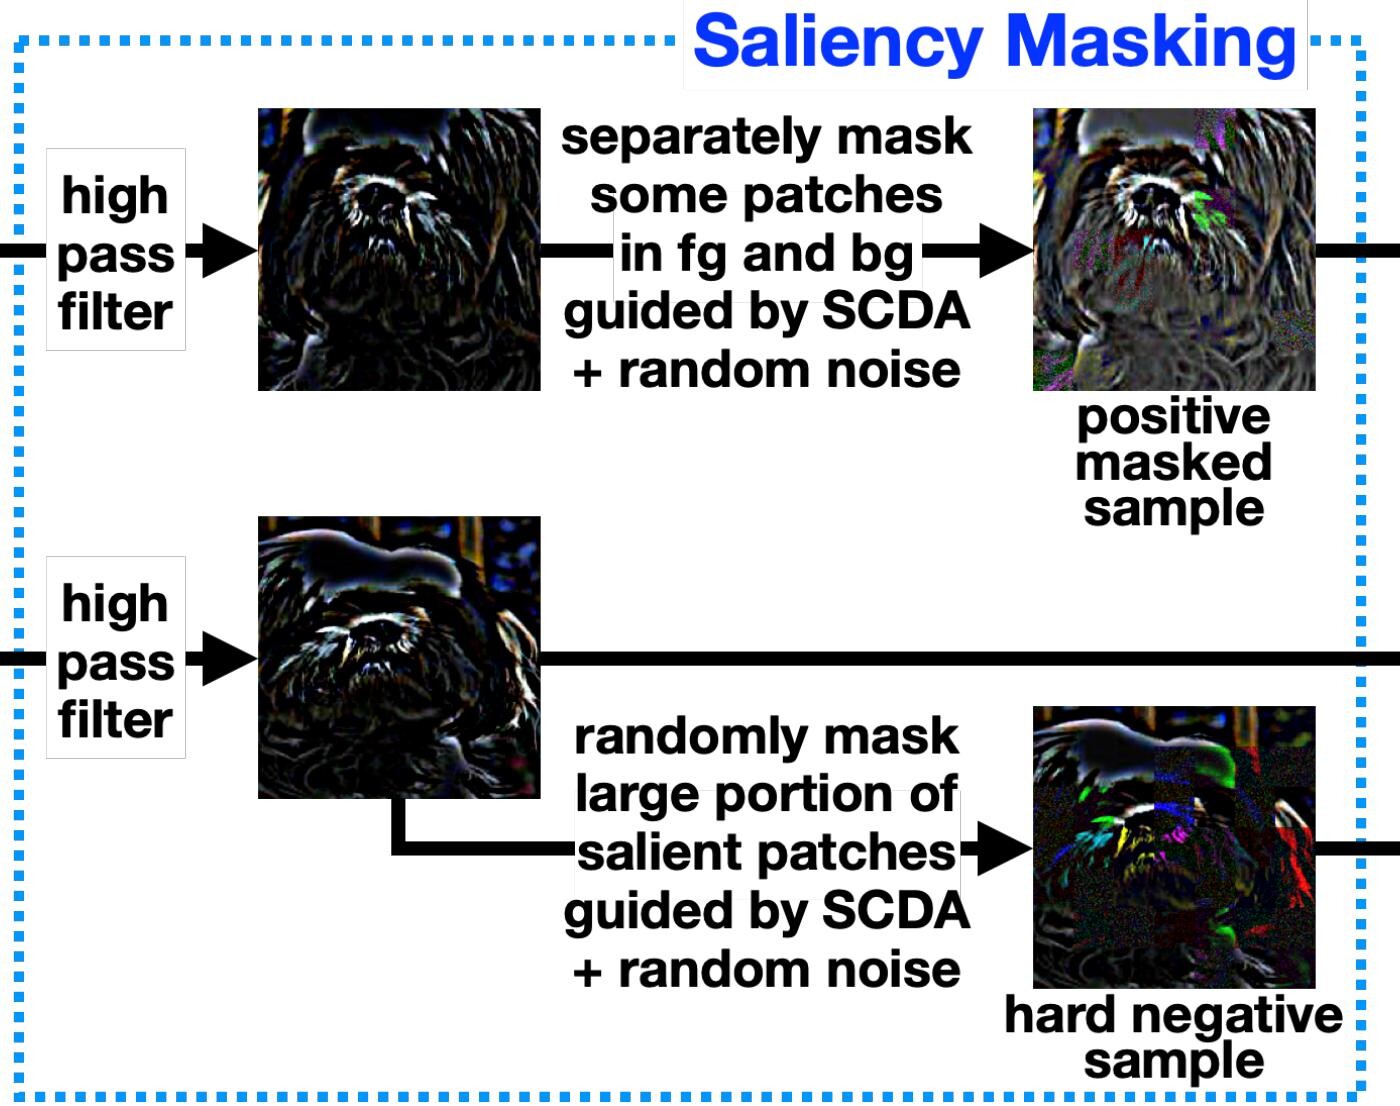 Saliency Masking
high
pass
filter
separately mask
some patches
in fg and bg
guided by SCDA
+ random noise
positive
masked
sample
high
pass
filter
randomly mask
large portion of
salient patches
guided by SCDA
+ random noise
hard negative
sample